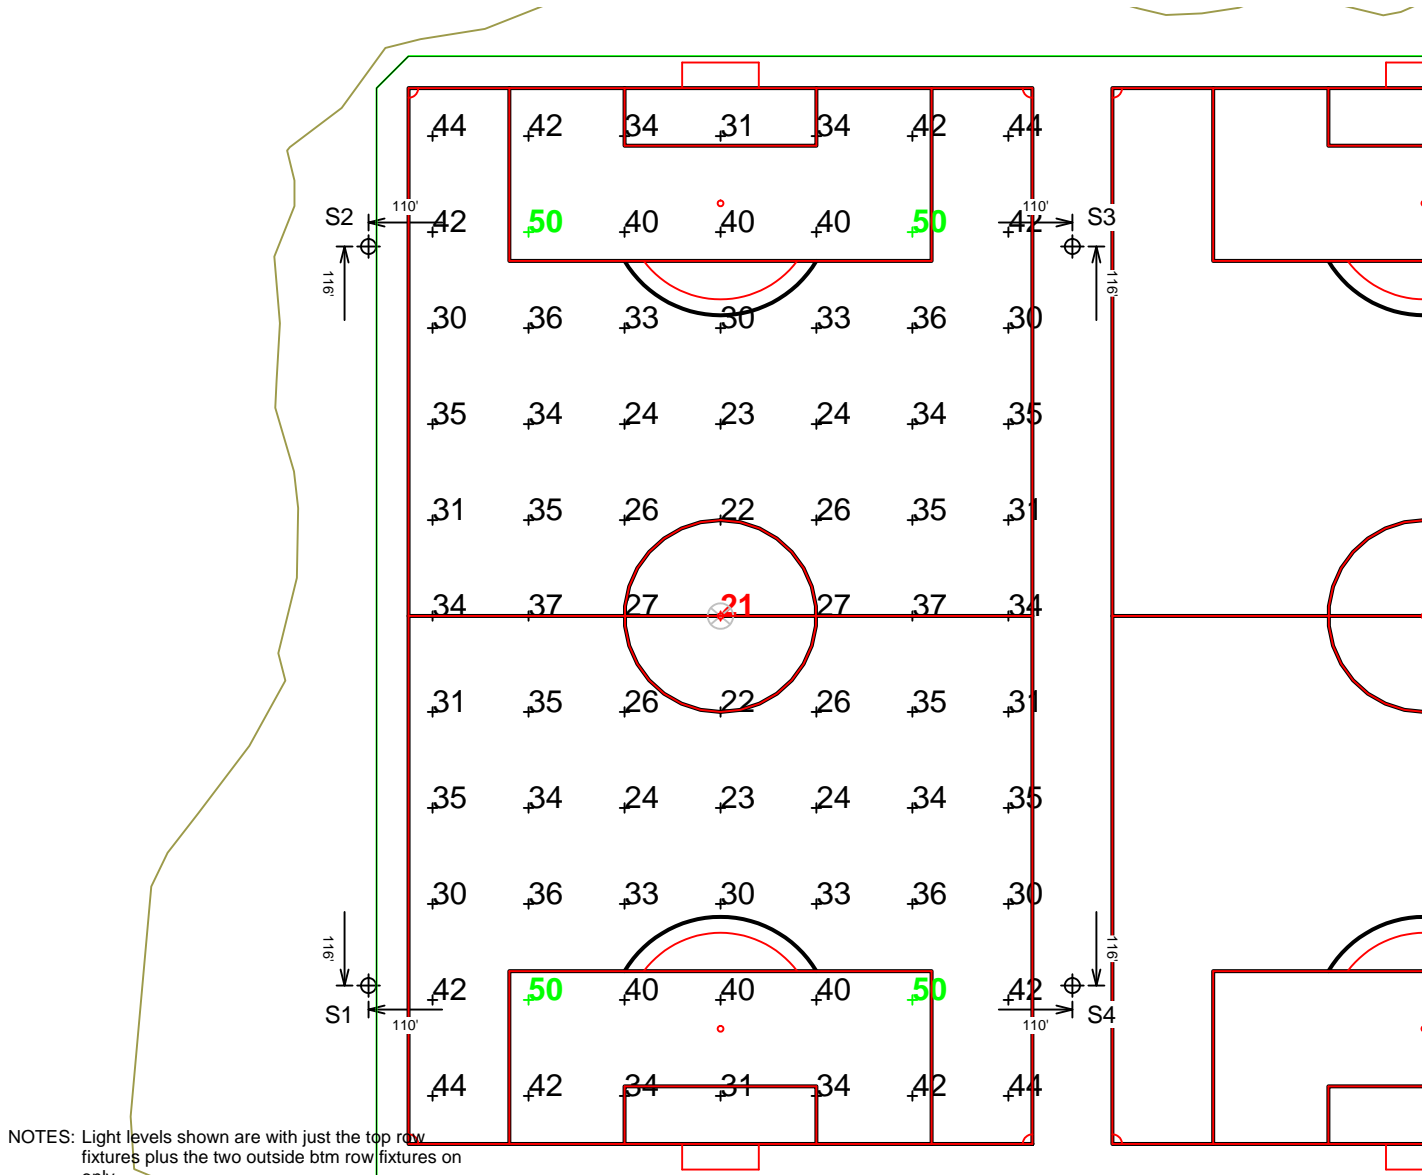 44 42 34 31 34 42 44
S2 110' 42 50 40 40 40 50 110' 42 S3
116' 116'
30 36 33 30 33 36 30
35 34 24 23 24 34 35
31 35 26 22 26 35 31
34 37 27 21 27 37 34
31 35 26 22 26 35 31
35 34 24 23 24 34 35
30 36 33 30 33 36 30
116' 116'
42 50 40 40 40 50 42
S1 110' 110' S4
44 42 34 31 34 42 44
NOTES: Light levels shown are with just the top row
fixtures plus the two outside btm row fixtures on
only